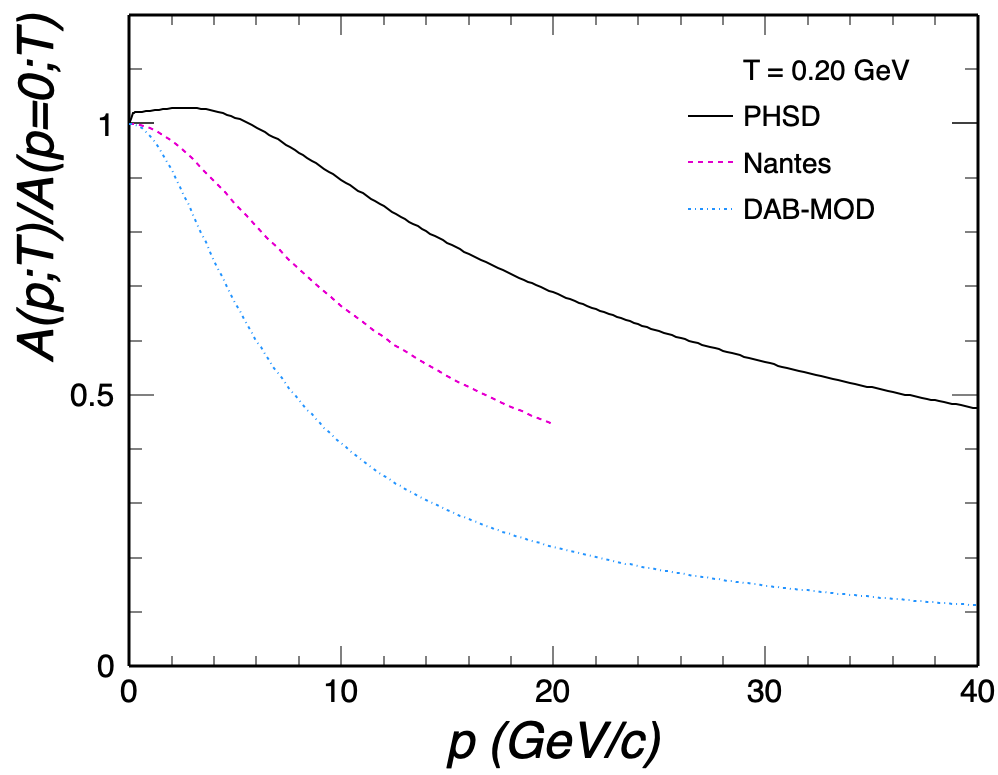 A(p;T)/A(p=0;T)
T = 0.20 GeV
PHSD
Nantes
DAB-MOD
1
0.5
0
0 10 20 30 40
p (GeV/c)